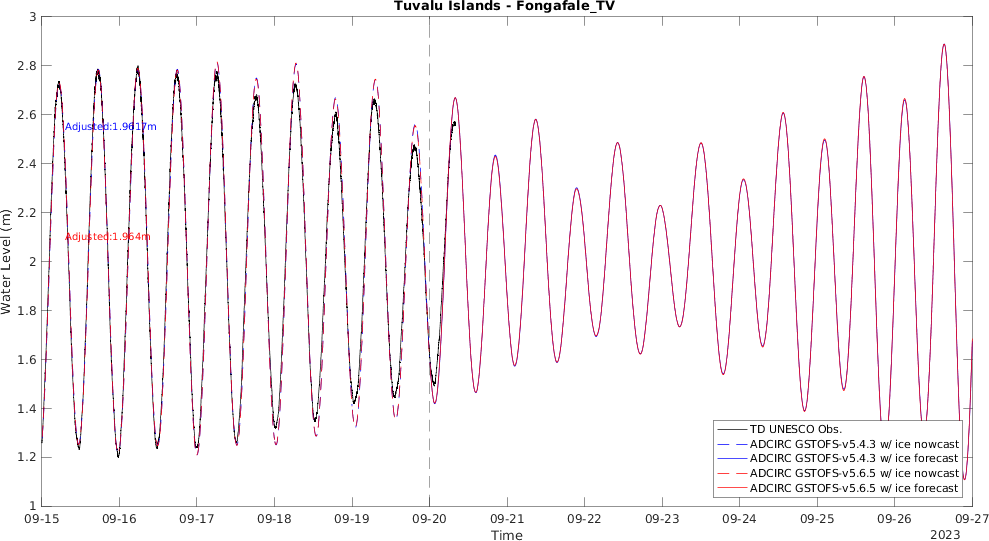 Tuvalu Islands - Fongafale_TV
3
2.8
2.6
2.4
2.2
2
1.8
1.6
1.4
1.2
1
Water Level (m)
Adjusted:1.9617m
Adjusted:1.964m
TD UNESCO Obs.
ADCIRC GSTOFS-v5.4.3 w/ ice nowcast
ADCIRC GSTOFS-v5.4.3 w/ ice forecast
ADCIRC GSTOFS-v5.6.5 w/ ice nowcast
ADCIRC GSTOFS-v5.6.5 w/ ice forecast
09-15 09-16 09-17 09-18 09-19 09-20 09-21 09-22 09-23 09-24 09-25 09-26 09-27
Time
2023